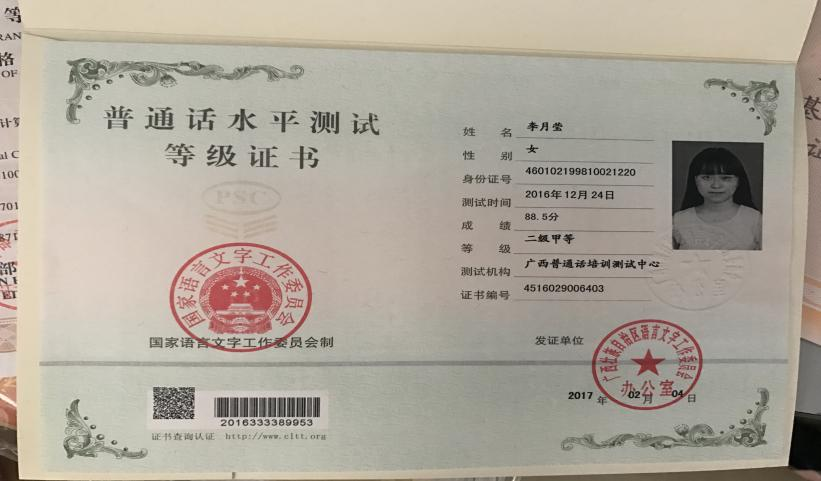 普通话水平测试
等级证书
PSC
国家语言文字工作委员会
国家语言文字工作委员会制
2016333389953
证书查询认证 http://www.cltt.org
姓 名 李月莹
性 别 女
身份证号 460102199810021220
测试时间 2016年12月24日
成 绩 88.5分
等 级 二级甲等
测试机构 广西普通话培训测试中心
证书编号 4516029006403
发证单位
广西壮族自治区语言文字工作委员会
办公室
2017 年 02 月 04 日